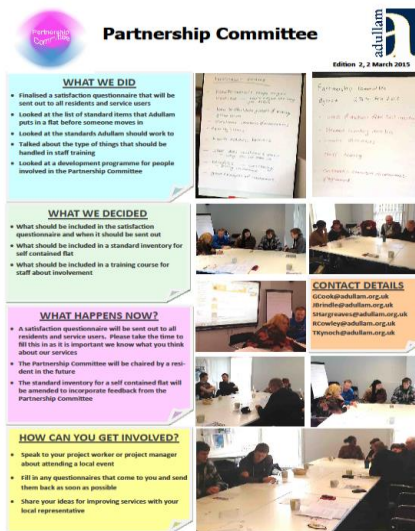 Partnership
Committee
Partnership Committee
adullam
Edition 2, 2 March 2015
WHAT WE DID
• Finalised a satisfaction questionnaire that will be
sent out to all residents and service users
• Looked at the list of standard items that Adullam
puts in a flat before someone moves in
• Looked at the standards Adullam should work to
• Talked about the type of things that should be
handled in staff training
• Looked at a development programme for people
involved in the Partnership Committee
WHAT WE DECIDED
• What should be included in the satisfaction
questionnaire and when it should be sent out
• What should be included in a standard inventory for
self contained flat
• What should be included in a training course for
staff about involvement
WHAT HAPPENS NOW?
• A satisfaction questionnaire will be sent out to all
residents and service users. Please take the time to
fill this in as it is important we know what you think
about our services
• The Partnership Committee will be chaired by a resi-
dent in the future
• The standard inventory for a self contained flat will
be amended to incorporate feedback from the
Partnership Committee
CONTACT DETAILS
GCook@adullam.org.uk
JBrindle@adullam.org.uk
SHargreaves@adullam.org.uk
RCowley@adullam.org.uk
TKynoch@adullam.org.uk
HOW CAN YOU GET INVOLVED?
• Speak to your project worker or project manager
about attending a local event
• Fill in any questionnaires that come to you and send
them back as soon as possible
• Share your ideas for improving services with your
local representative